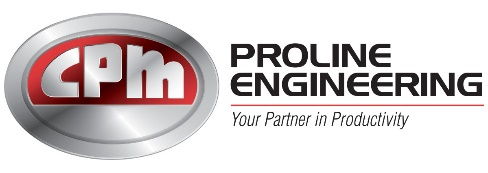 cpm
PROLINE
ENGINEERING
Your Partner in Productivity